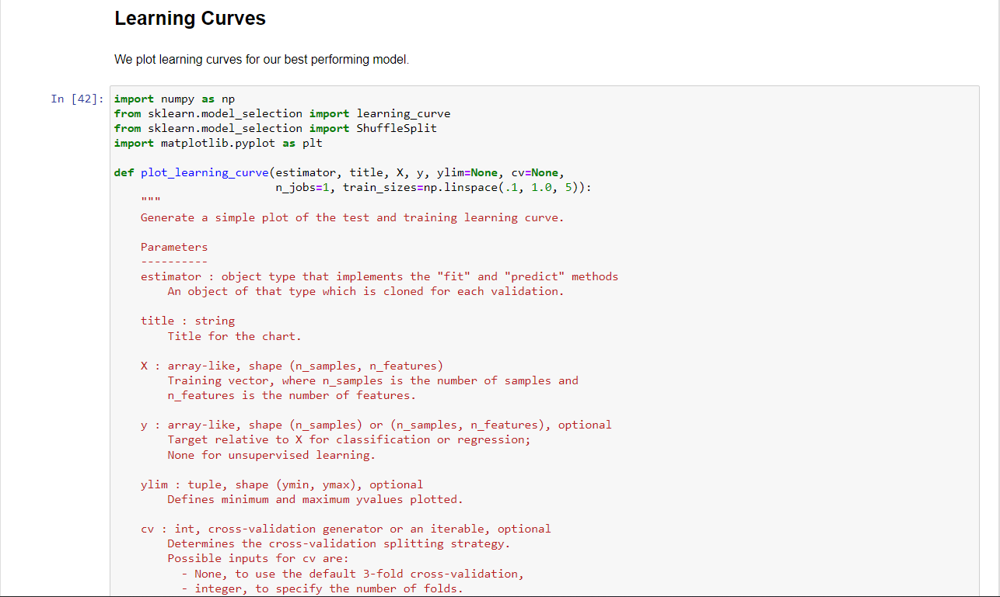 Learning Curves
We plot learning curves for our best performing model.
In [42]:
import numpy as np
from sklearn.model_selection import learning_curve
from sklearn.model_selection import ShuffleSplit
import matplotlib.pyplot as plt
def plot_learning_curve(estimator, title, X, y, ylim=None, cv=None,
n_jobs=1, train_sizes=np.linspace(.1, 1.0, 5)):
"""
Generate a simple plot of the test and training learning curve.
Parameters
----------
estimator : object type that implements the "fit" and "predict" methods
An object of that type which is cloned for each validation.
title : string
Title for the chart.
X : array-like, shape (n_samples, n_features)
Training vector, where n_samples is the number of samples and
n_features is the number of features.
y : array-like, shape (n_samples) or (n_samples, n_features), optional
Target relative to X for classification or regression;
None for unsupervised learning.
ylim : tuple, shape (ymin, ymax), optional
Defines minimum and maximum yvalues plotted.
cv : int, cross-validation generator or an iterable, optional
Determines the cross-validation splitting strategy.
Possible inputs for cv are:
- None, to use the default 3-fold cross-validation,
- integer, to specify the number of folds.